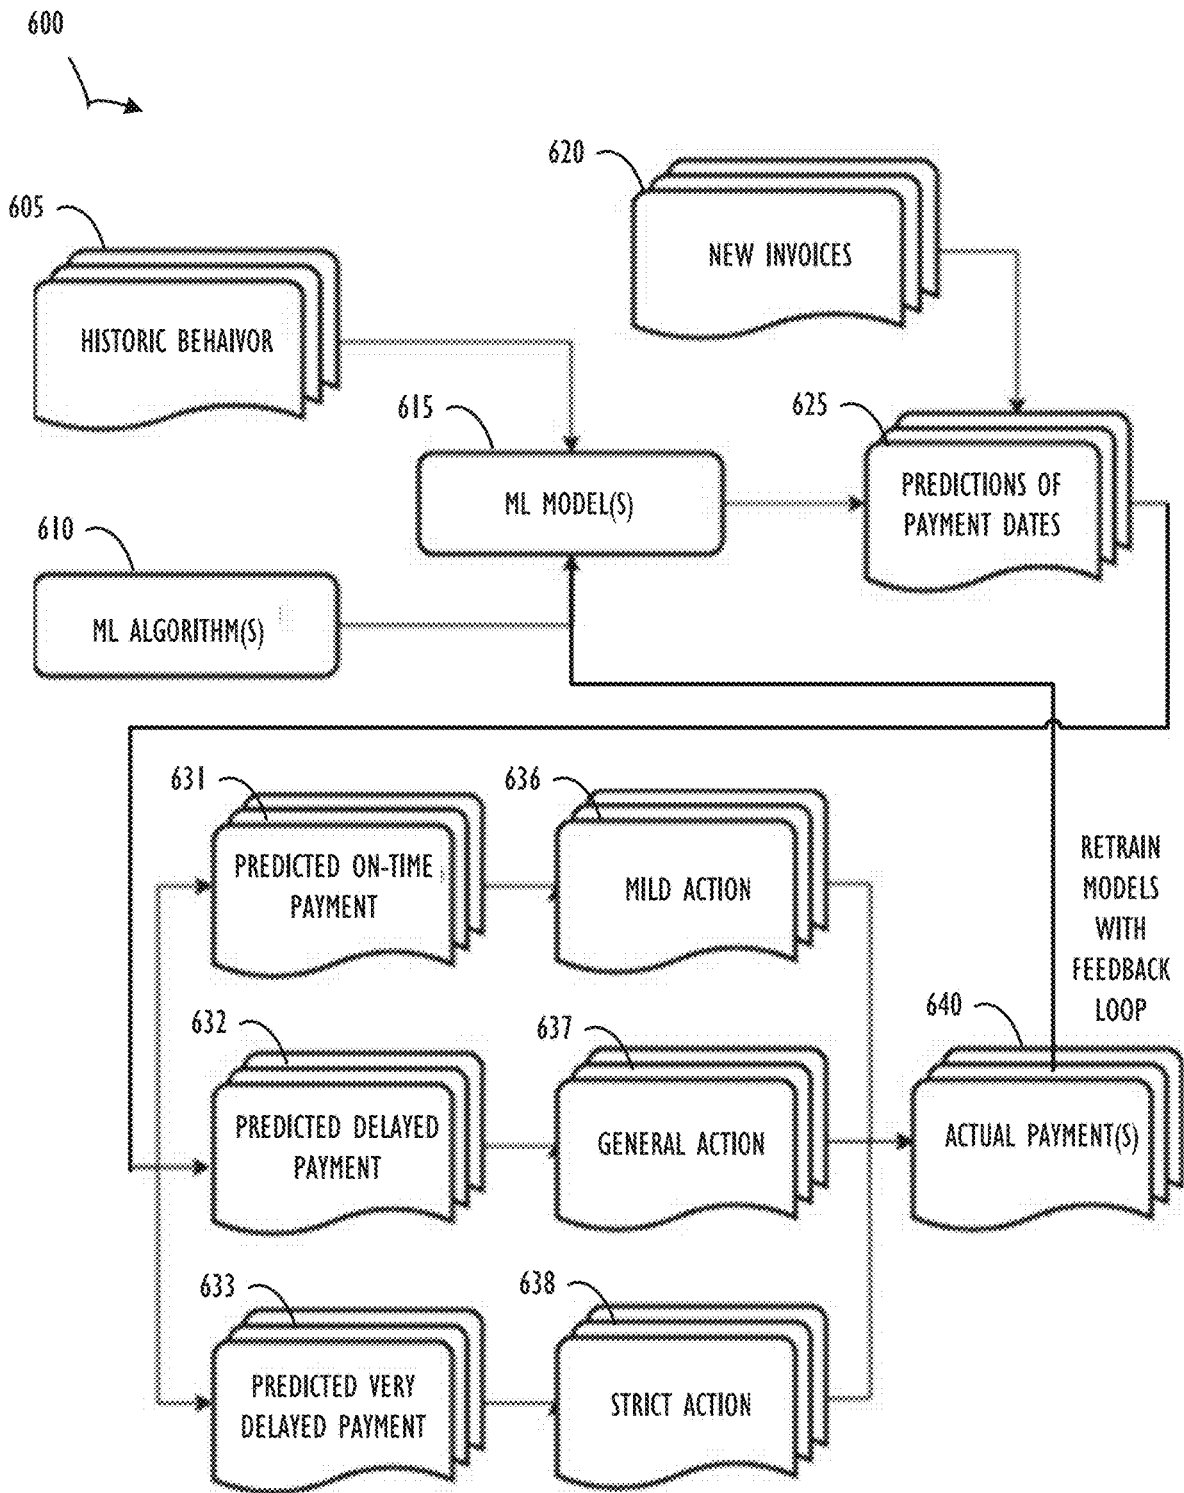 600
620
605
NEW INVOICES
HISTORIC BEHAIVOR
615
625
ML MODEL(S)
PREDICTIONS OF
PAYMENT DATES
610
ML ALGORITHM(S)
631
636
PREDICTED ON-TIME
PAYMENT
MILD ACTION
RETRAIN
MODELS
WITH
FEEDBACK
LOOP
632
637
640
PREDICTED DELAYED
PAYMENT
GENERAL ACTION
ACTUAL PAYMENT(S)
633
638
PREDICTED VERY
DELAYED PAYMENT
STRICT ACTION